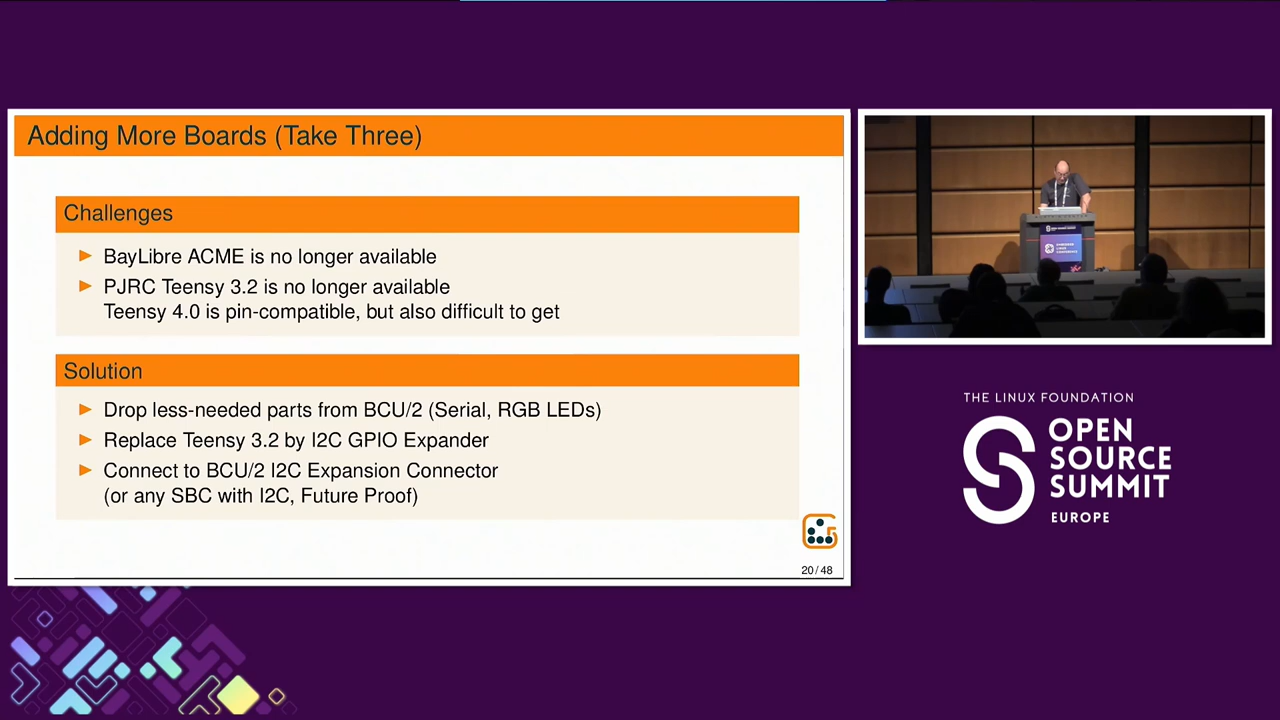 Adding More Boards (Take Three)
Challenges
BayLibre ACME is no longer available
PJRC Teensy 3.2 is no longer available
Teensy 4.0 is pin-compatible, but also difficult to get
Solution
Drop less-needed parts from BCU/2 (Serial, RGB LEDs)
Replace Teensy 3.2 by I2C GPIO Expander
Connect to BCU/2 I2C Expansion Connector
(or any SBC with I2C, Future Proof)
20 / 48
THE LINUX FOUNDATION
OPEN
SOURCE
SUMMIT
EUROPE